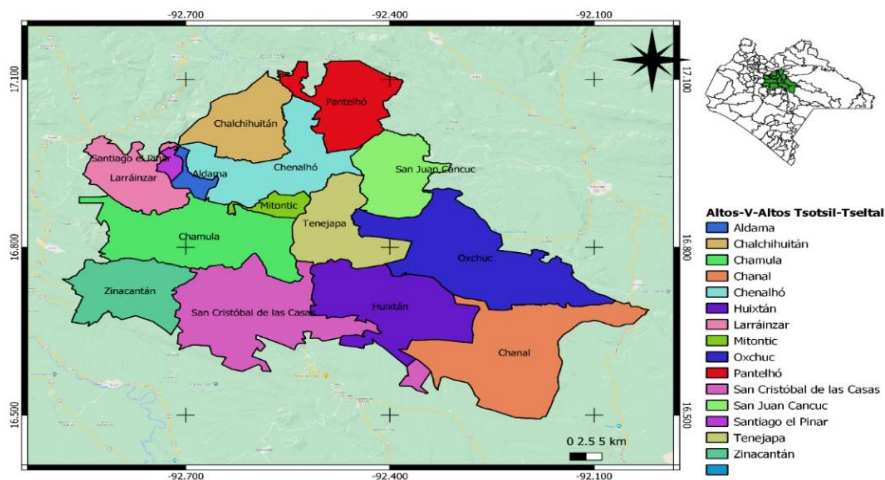 -92.700 -92.400 -92.100
17.100 17.100
Pantelhó
Chalchihuitán
Santiago el Pinar
Chenalhó
San Juan Cancuc
Larráinzar
Aldama
Mitontic
Tenejapa
Chamula
16.800 16.800
Oxchuc
Zinacantán
San Cristóbal de las Casas
Huixtán
Chanal
16.500 16.500
0 2.5 5 km
-92.700 -92.400 -92.100
Altos-V-Altos Tsotsil-Tseltal
Aldama
Chalchihuitán
Chamula
Chanal
Chenalhó
Huixtán
Larráinzar
Mitontic
Oxchuc
Pantelhó
San Cristóbal de las Casas
San Juan Cancuc
Santiago el Pinar
Tenejapa
Zinacantán